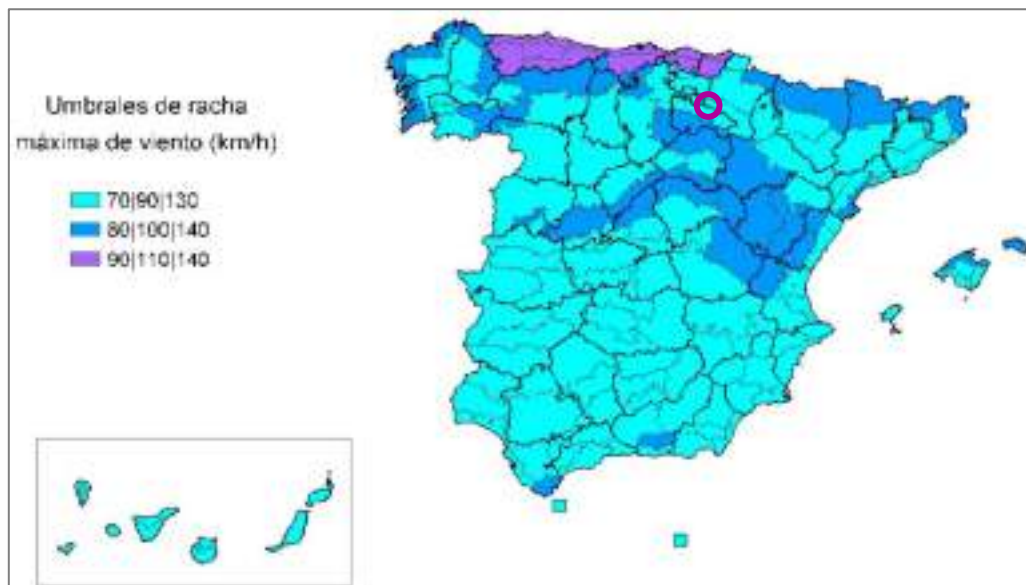 Umbrales de racha
máxima de viento (km/h)
70|90|130
80|100|140
90|110|140